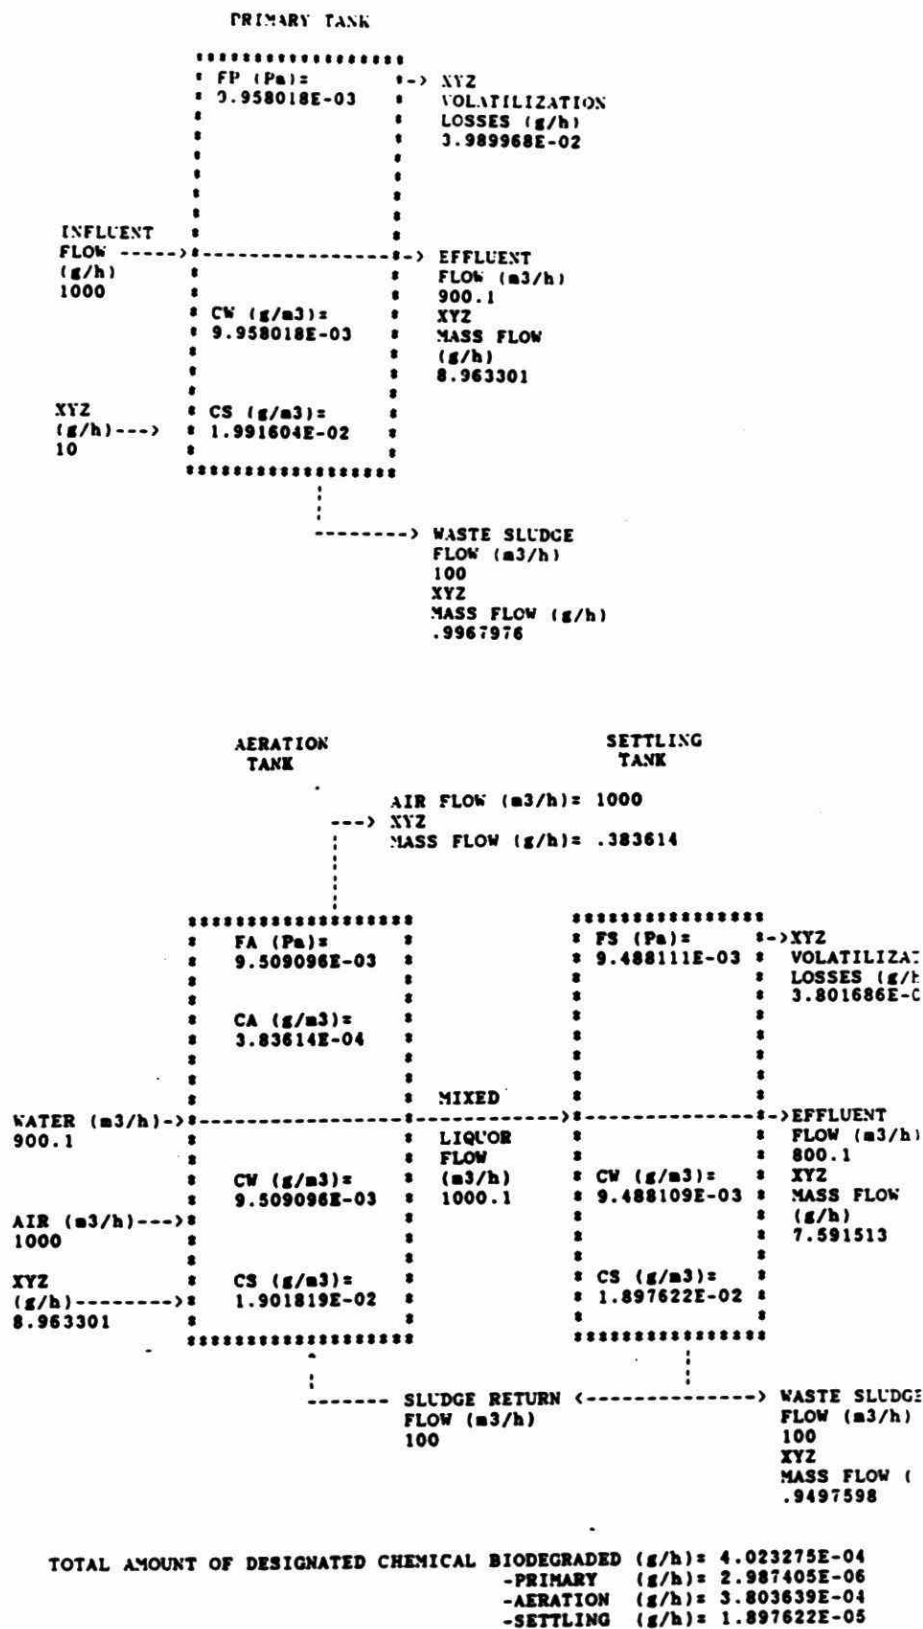 PRIMARY TANK
FP (Pa)=
9.958018E-03
-> XYZ
VOLATILIZATION
LOSSES (g/h)
3.989968E-02
INFLUENT
FLOW ----->
(g/h)
1000
-> EFFLUENT
FLOW (m3/h)
900.1
XYZ
MASS FLOW
(g/h)
8.963301
CW (g/m3)=
9.958018E-03
XYZ
(g/h)--->
10
CS (g/m3)=
1.991604E-02
--------> WASTE SLUDGE
FLOW (m3/h)
100
XYZ
MASS FLOW (g/h)
.9967976
AERATION
TANK
SETTLING
TANK
AIR FLOW (m3/h)= 1000
---> XYZ
MASS FLOW (g/h)= .383614
FA (Pa)=
9.509096E-03
CA (g/m3)=
3.83614E-04
FS (Pa)=
9.488111E-03
->XYZ
VOLATILIZAT
LOSSES (g/h
3.801686E-0
WATER (m3/h)->
900.1
MIXED
LIQUOR
FLOW
(m3/h)
1000.1
->EFFLUENT
FLOW (m3/h)
800.1
XYZ
MASS FLOW
(g/h)
7.591513
CW (g/m3)=
9.509096E-03
CW (g/m3)=
9.488109E-03
AIR (m3/h)--->
1000
XYZ
(g/h)-------->
8.963301
CS (g/m3)=
1.901819E-02
CS (g/m3)=
1.897622E-02
------- SLUDGE RETURN <--------------> WASTE SLUDGE
FLOW (m3/h)
100
FLOW (m3/h)
100
XYZ
MASS FLOW (
.9497598
TOTAL AMOUNT OF DESIGNATED CHEMICAL BIODEGRADED (g/h)= 4.023275E-04
-PRIMARY (g/h)= 2.987405E-06
-AERATION (g/h)= 3.803639E-04
-SETTLING (g/h)= 1.897622E-05